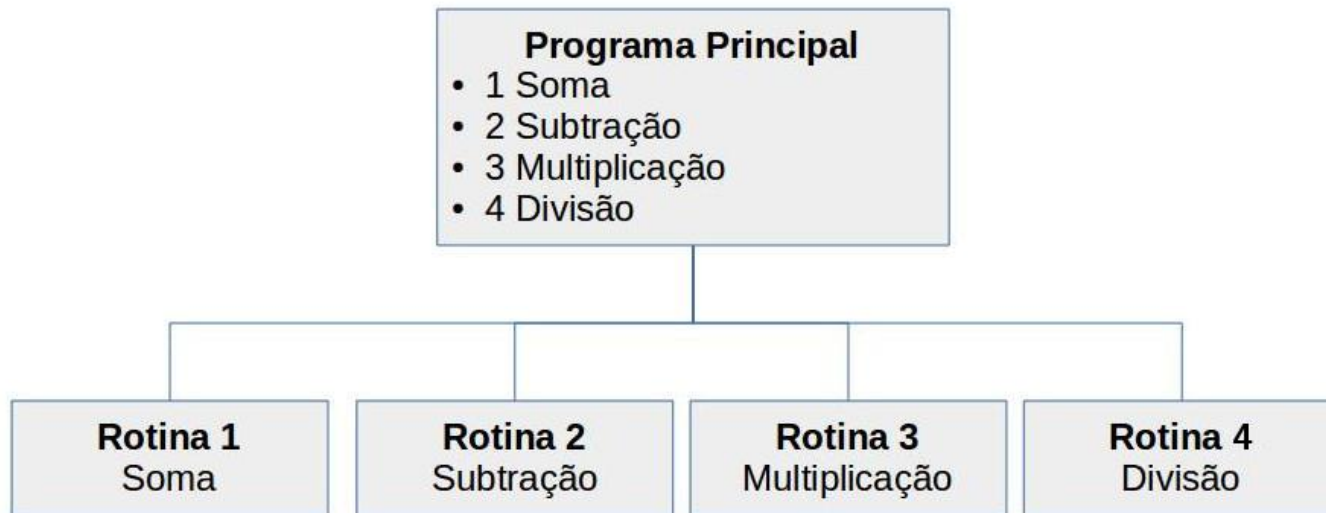 Programa Principal
• 1 Soma
• 2 Subtração
• 3 Multiplicação
• 4 Divisão
Rotina 1
Soma
Rotina 2
Subtração
Rotina 3
Multiplicação
Rotina 4
Divisão